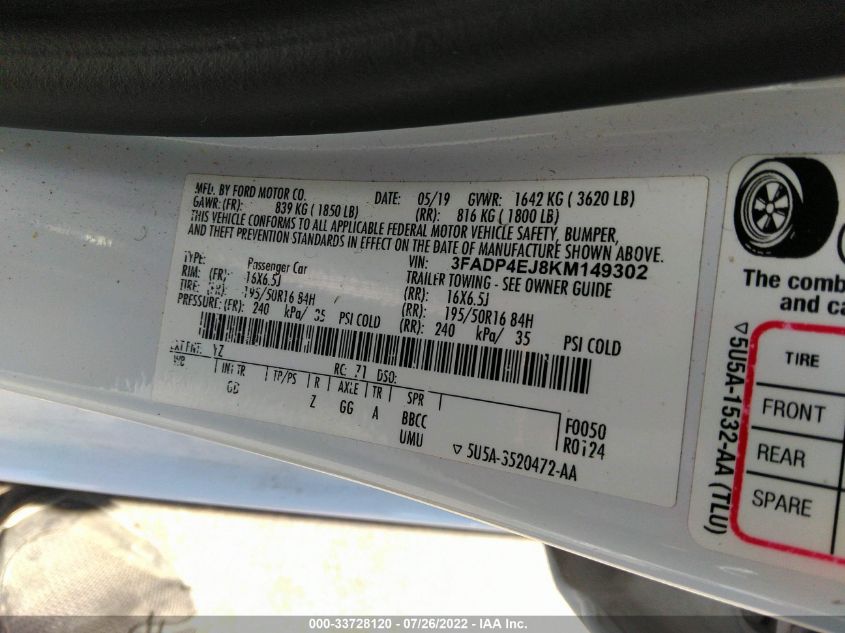 MFD. BY FORD MOTOR CO. DATE: 05/19 GVWR: 1642 KG ( 3620 LB)
GAWR:(FR): 839 KG ( 1850 LB) (RR): 816 KG ( 1800 LB)
THIS VEHICLE CONFORMS TO ALL APPLICABLE FEDERAL MOTOR VEHICLE SAFETY, BUMPER,
AND THEFT PREVENTION STANDARDS IN EFFECT ON THE DATE OF MANUFACTURE SHOWN ABOVE.
VIN: 3FADP4EJ8KM149302
TYPE: Passenger Car TRAILER TOWING - SEE OWNER GUIDE
RIM: (FR): 16X6.5J (RR): 16X6.5J
TIRE: (FR): 195/50R16 84H (RR): 195/50R16 84H
PRESSURE: (FR): 240 kPa/ 35 PSI COLD (RR): 240 kPa/ 35 PSI COLD
EXT PNT: YZ RC: 71 DSO:
WB INT TR TP/PS R AXLE TR SPR
GD Z GG A BBCC
UMU
F0050
R0124
▽ 5U5A-3520472-AA
The comb
and ca
TIRE
FRONT
REAR
SPARE
▽5U5A-1532-AA (TLU)
000-33728120 - 07/26/2022 - IAA Inc.